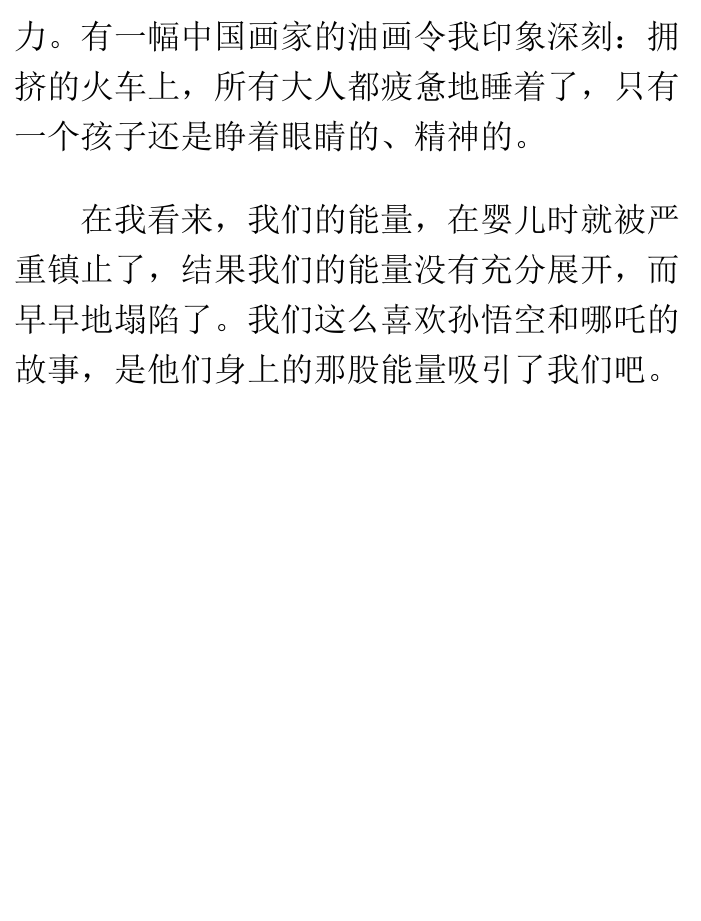 力。有一幅中国画家的油画令我印象深刻：拥
挤的火车上，所有大人都疲惫地睡着了，只有
一个孩子还是睁着眼睛的、精神的。
在我看来，我们的能量，在婴儿时就被严
重镇止了，结果我们的能量没有充分展开，而
早早地塌陷了。我们这么喜欢孙悟空和哪吒的
故事，是他们身上的那股能量吸引了我们吧。